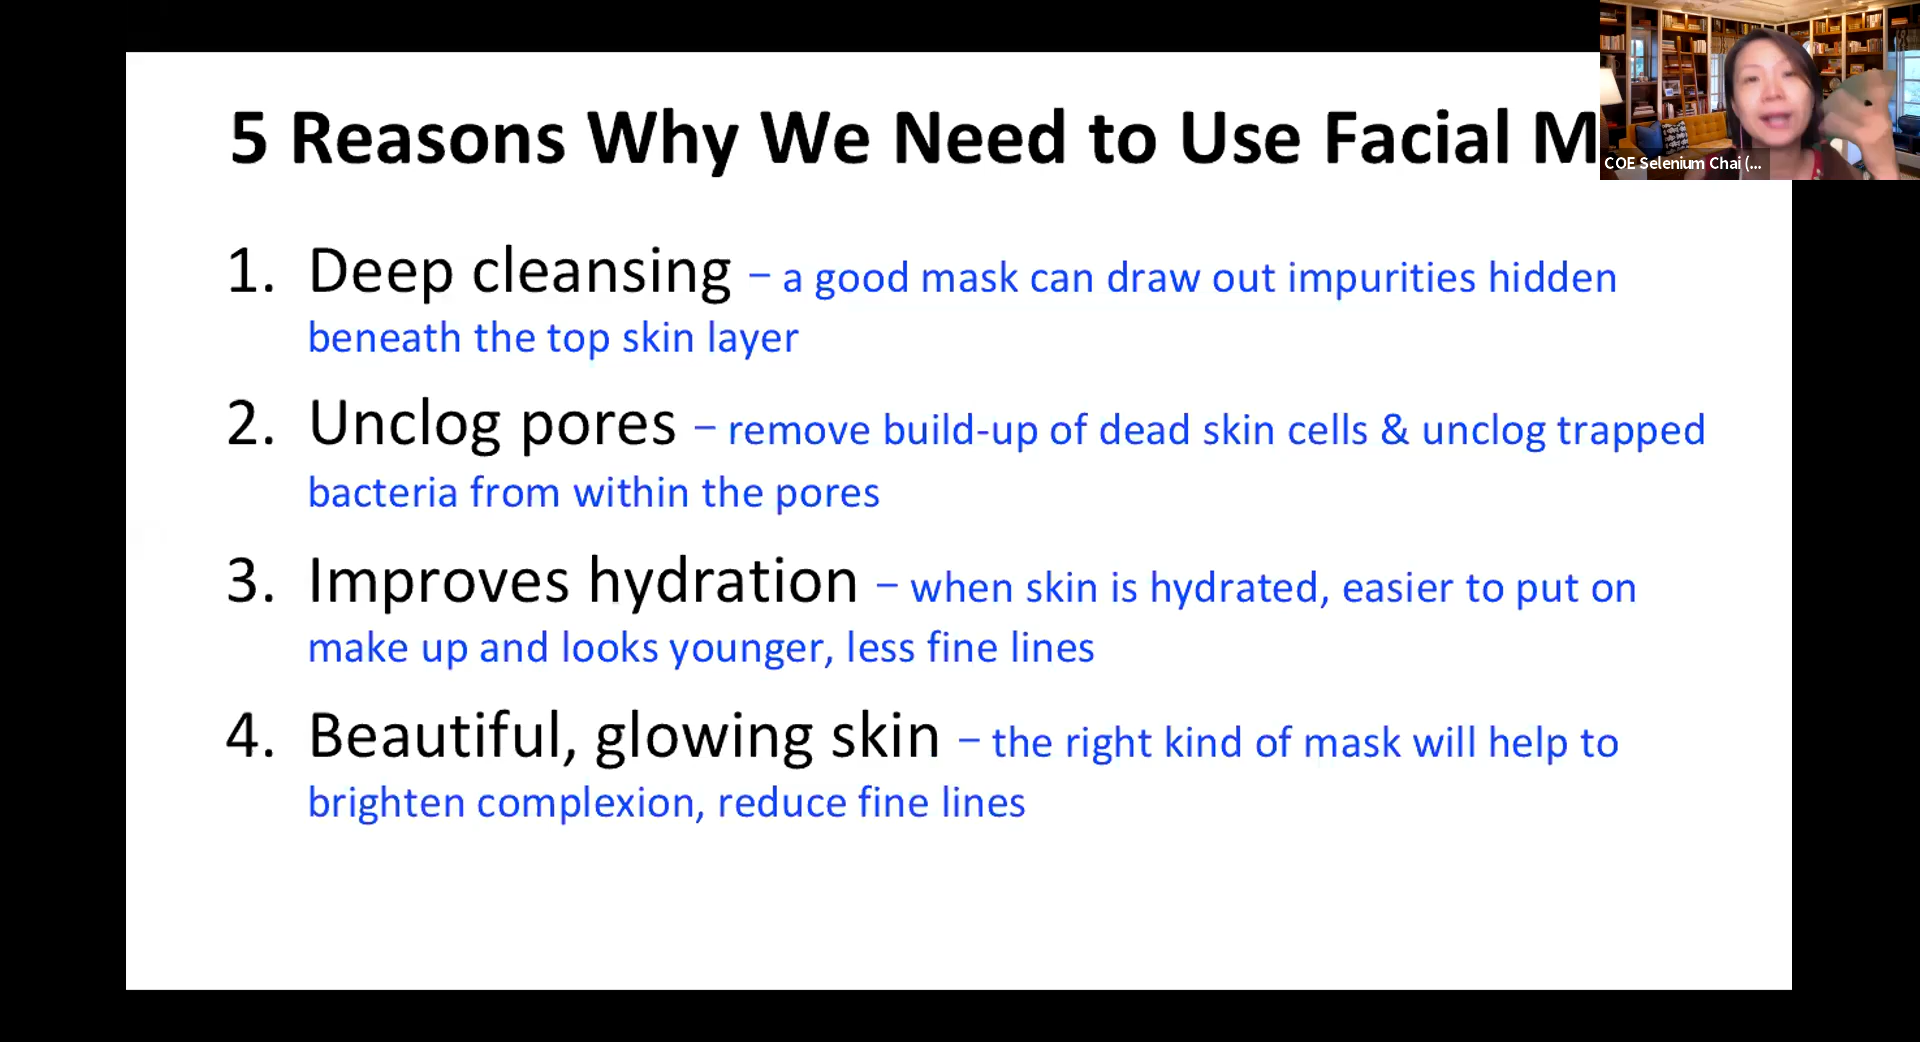 5 Reasons Why We Need to Use Facial M
COE Selenium Chai (...
1. Deep cleansing – a good mask can draw out impurities hidden
beneath the top skin layer
2. Unclog pores – remove build-up of dead skin cells & unclog trapped
bacteria from within the pores
3. Improves hydration – when skin is hydrated, easier to put on
make up and looks younger, less fine lines
4. Beautiful, glowing skin – the right kind of mask will help to
brighten complexion, reduce fine lines